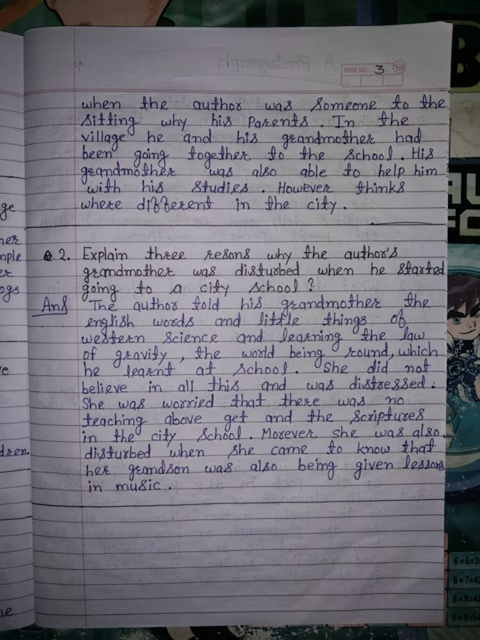 A Photograph
PAGE NO. 3
when the author was someone to the
sitting why his parents. In the
village he and his grandmother had
been going together to the school. His
grandmother was also able to help him
with his studies. However thinks
where different in the city.
Q 2. Explain three resons why the author's
grandmother was disturbed when he started
going to a city school?
Ans The author told his grandmother the
english words and little things of
western science and learning the law
of gravity, the world being round, which
he learnt at school. She did not
believe in all this and was distressed.
She was worried that there was no
teaching above get and the scriptures
in the city school. Morever she was also
disturbed when she came to know that
her grandson was also being given lessons
in music.